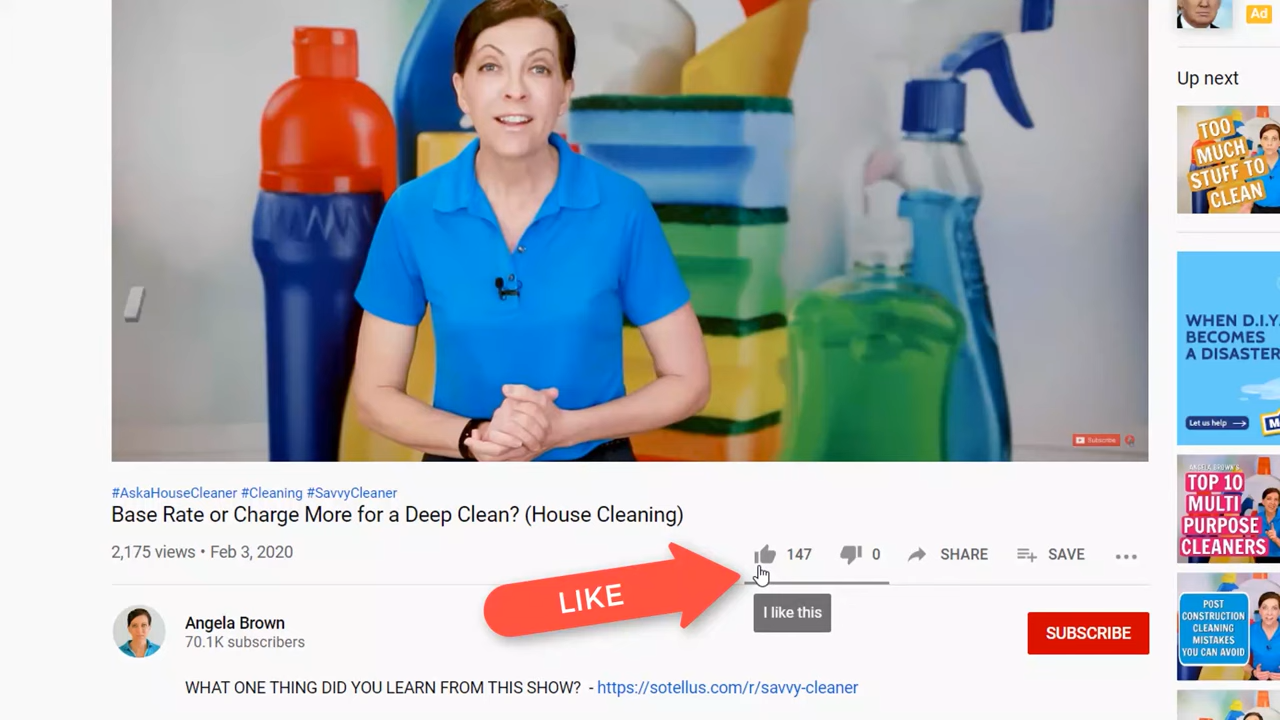 Ad
Up next
TOO
MUCH
STUFF TO
CLEAN
WHEN D.I.Y.
BECOMES
A DISASTER
Let us help
Subscribe
ANGELA BROWN'S
TOP 10
MULTI
PURPOSE
CLEANERS
#AskaHouseCleaner #Cleaning #SavvyCleaner
Base Rate or Charge More for a Deep Clean? (House Cleaning)
2,175 views • Feb 3, 2020
147 0 SHARE SAVE
LIKE
I like this
POST
CONSTRUCTION
CLEANING
MISTAKES
YOU CAN AVOID
Angela Brown
70.1K subscribers
SUBSCRIBE
WHAT ONE THING DID YOU LEARN FROM THIS SHOW? - https://sotellus.com/r/savvy-cleaner